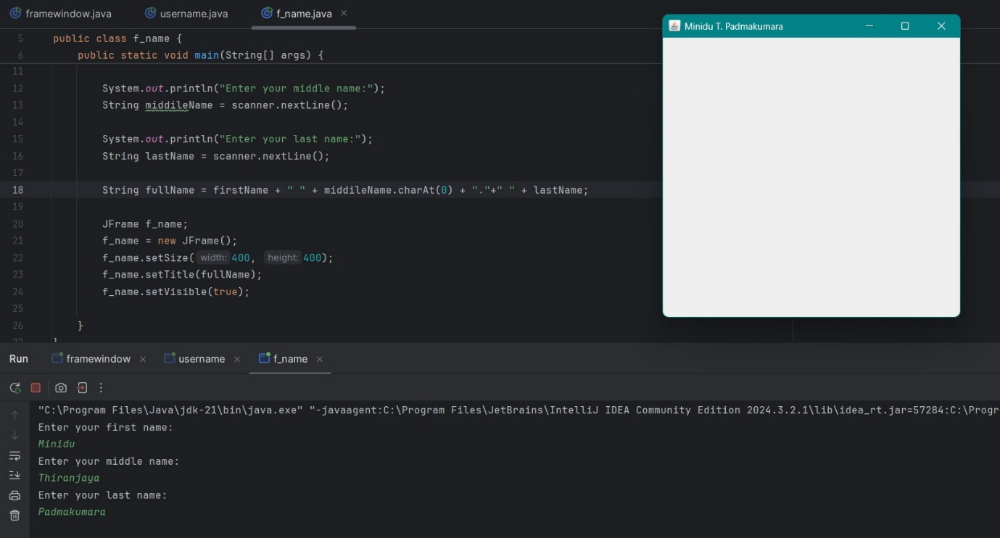 framewindow.java username.java f_name.java
Minidu T. Padmakumara
5 public class f_name {
6 public static void main(String[] args) {
11
12 System.out.println("Enter your middle name:");
13 String middileName = scanner.nextLine();
14
15 System.out.println("Enter your last name:");
16 String lastName = scanner.nextLine();
17
18 String fullName = firstName + " " + middileName.charAt(0) + "."+" " + lastName;
19
20 JFrame f_name;
21 f_name = new JFrame();
22 f_name.setSize( width: 400, height: 400);
23 f_name.setTitle(fullName);
24 f_name.setVisible(true);
25
26 }
27 }
Run framewindow username f_name
"C:\Program Files\Java\jdk-21\bin\java.exe" "-javaagent:C:\Program Files\JetBrains\IntelliJ IDEA Community Edition 2024.3.2.1\lib\idea_rt.jar=57284:C:\Progr
Enter your first name:
Minidu
Enter your middle name:
Thiranjaya
Enter your last name:
Padmakumara